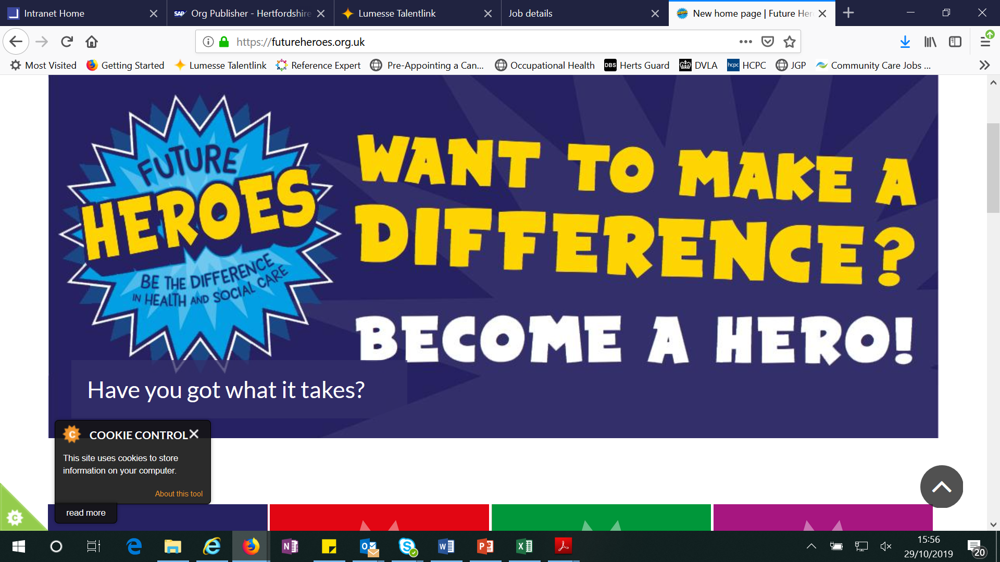 Intranet Home
Org Publisher - Hertfordshire
Lumesse Talentlink
Job details
New home page | Future Her
https://futureheroes.org.uk
Most Visited
Getting Started
Lumesse Talentlink
Reference Expert
Pre-Appointing a Can...
Occupational Health
DBS Herts Guard
DVLA
hcpc HCPC
JGP
Community Care Jobs ...
FUTURE
HEROES
BE THE DIFFERENCE
IN HEALTH AND SOCIAL CARE
WANT TO MAKE A
DIFFERENCE?
BECOME A HERO!
Have you got what it takes?
COOKIE CONTROL
This site uses cookies to store
information on your computer.
About this tool
read more
15:56
29/10/2019
20